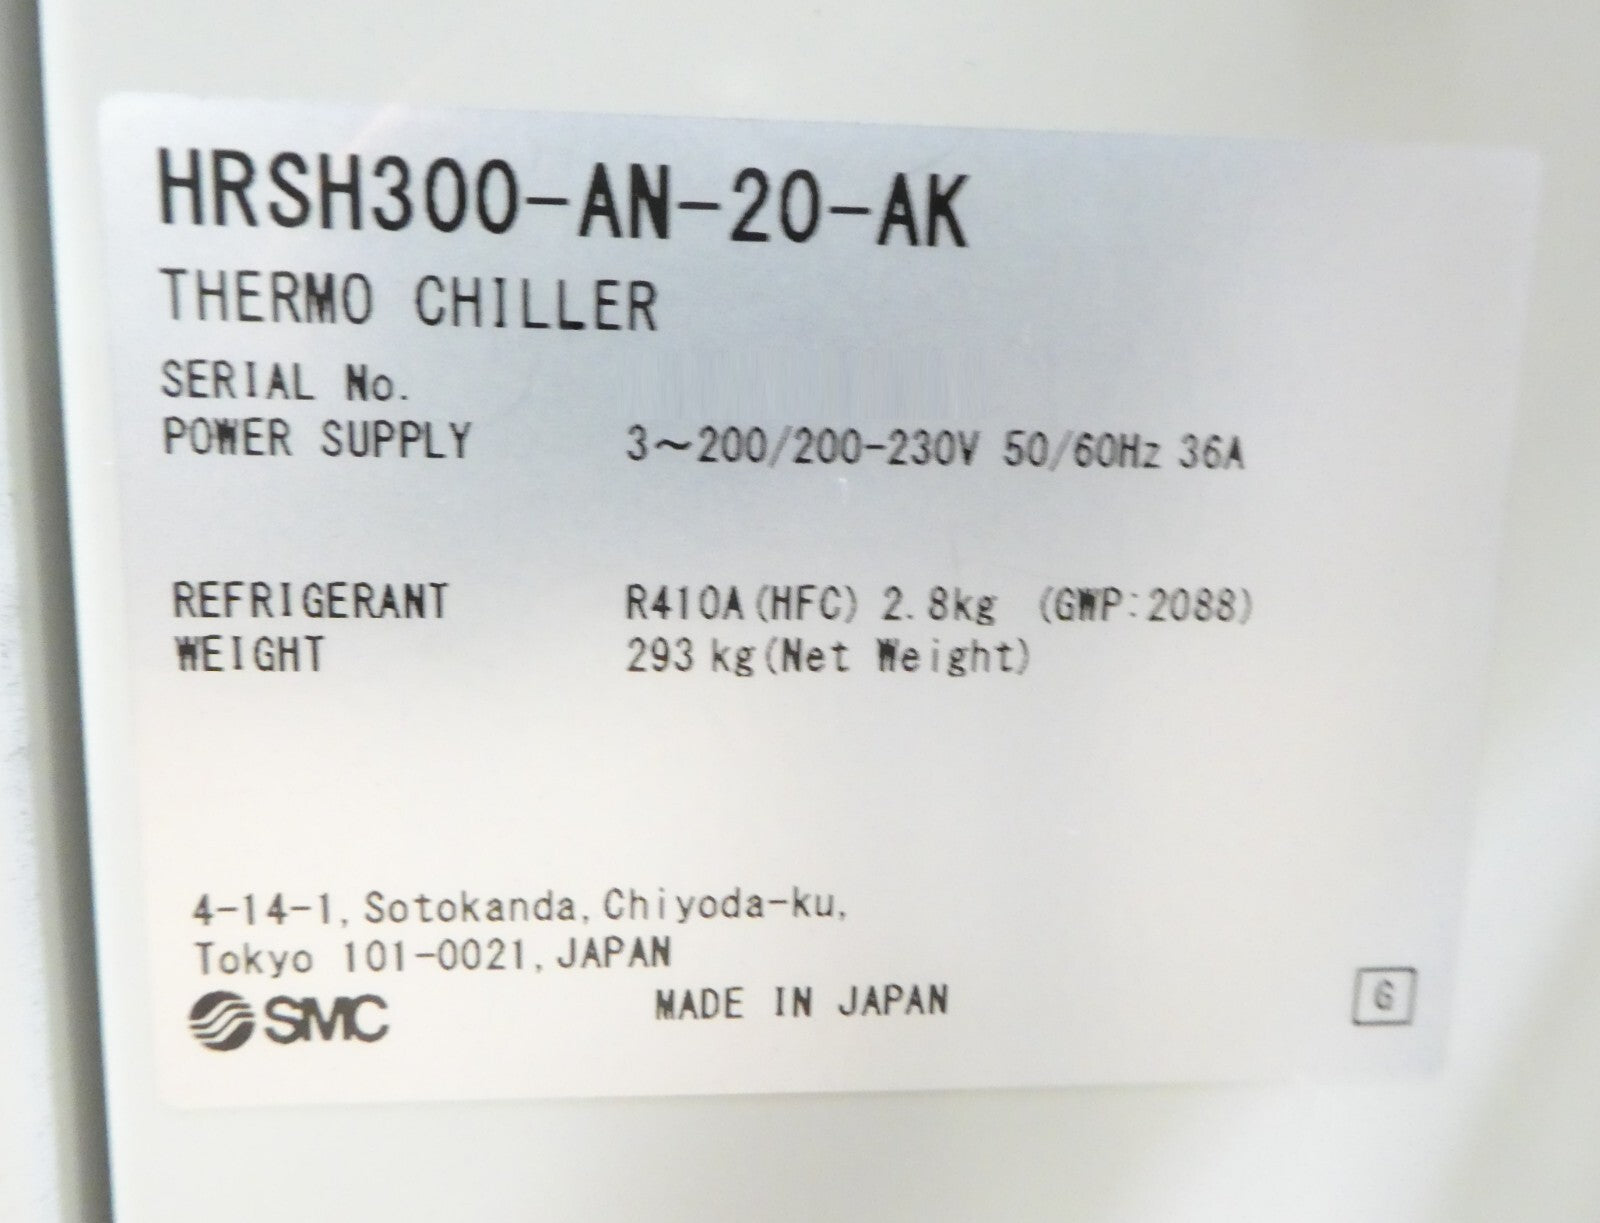 HRSH300-AN-20-AK
THERMO CHILLER
SERIAL No.
POWER SUPPLY 3~200/200-230V 50/60Hz 36A
REFRIGERANT R410A(HFC) 2.8kg (GWP:2088)
WEIGHT 293 kg(Net Weight)
4-14-1, Sotokanda, Chiyoda-ku,
Tokyo 101-0021, JAPAN
SMC MADE IN JAPAN G